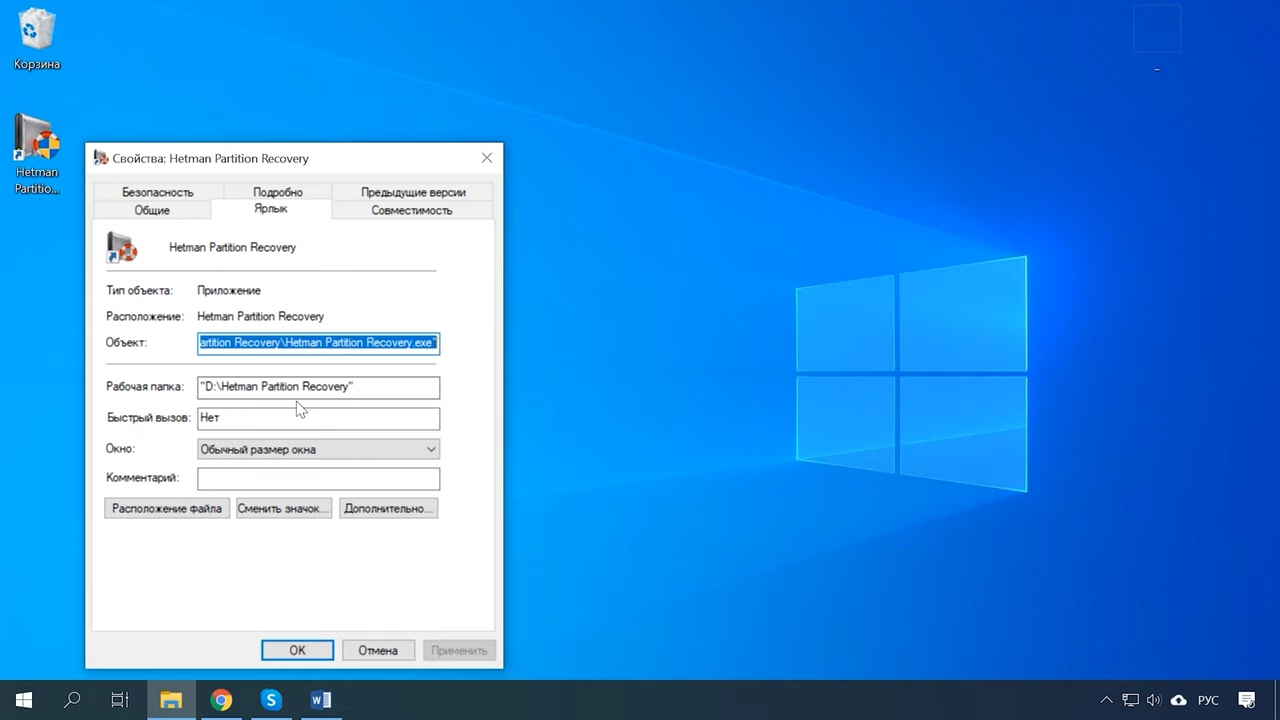 Корзина
Hetman
Partitio...
Свойства: Hetman Partition Recovery
Безопасность
Подробно
Предыдущие версии
Общие
Ярлык
Совместимость
Hetman Partition Recovery
Тип объекта: Приложение
Расположение: Hetman Partition Recovery
Объект: artition Recovery\Hetman Partition Recovery.exe"
Рабочая папка: "D:\Hetman Partition Recovery"
Быстрый вызов: Нет
Окно: Обычный размер окна
Комментарий:
Расположение файла
Сменить значок...
Дополнительно...
OK
Отмена
Применить
РУС